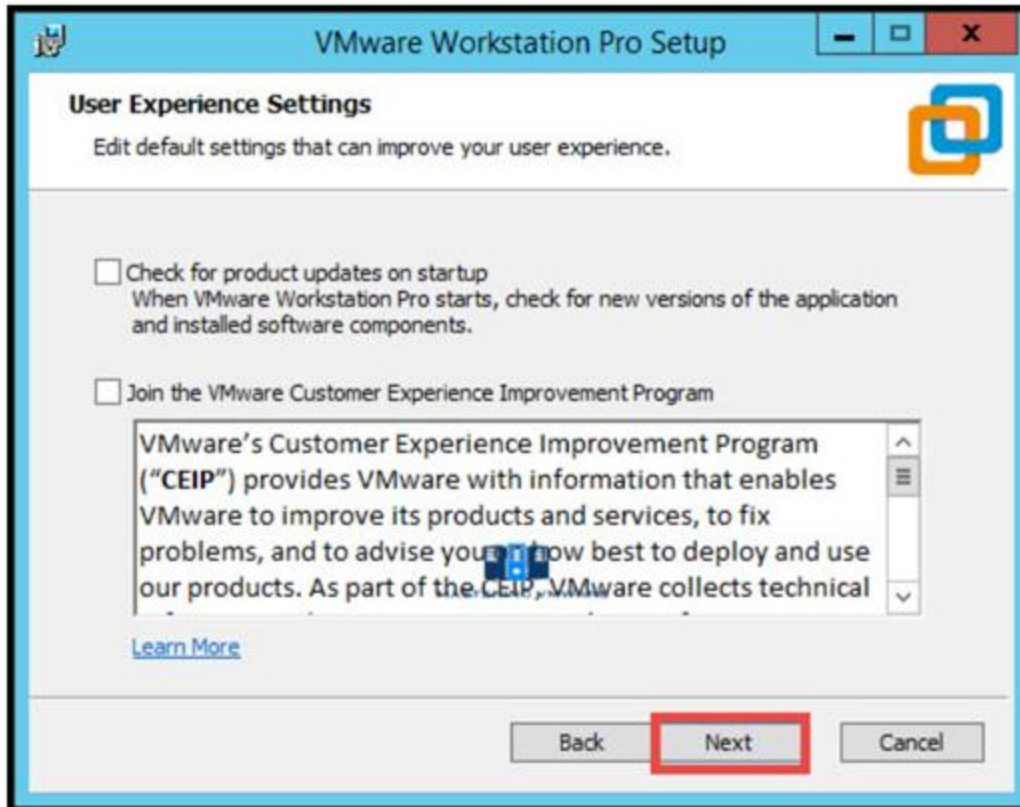 VMware Workstation Pro Setup
User Experience Settings
Edit default settings that can improve your user experience.
Check for product updates on startup
When VMware Workstation Pro starts, check for new versions of the application
and installed software components.
Join the VMware Customer Experience Improvement Program
VMware's Customer Experience Improvement Program
("CEIP") provides VMware with information that enables
VMware to improve its products and services, to fix
problems, and to advise you how best to deploy and use
our products. As part of the CEIP, VMware collects technical
Learn More
Back Next Cancel